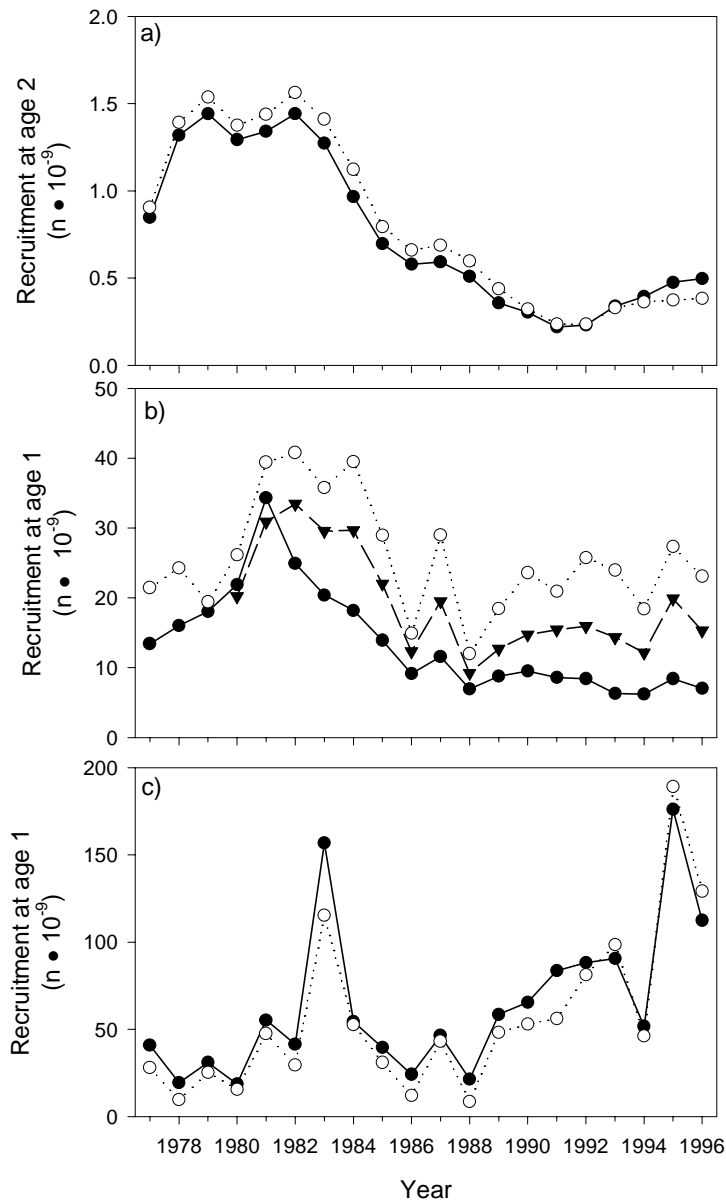 a)
Recruitment at age 2
(n ● 10⁻⁹)
2.0
1.5
1.0
0.5
0.0
b)
Recruitment at age 1
(n ● 10⁻⁹)
50
40
30
20
10
0
c)
Recruitment at age 1
(n ● 10⁻⁹)
200
150
100
50
0
1978 1980 1982 1984 1986 1988 1990 1992 1994 1996
Year